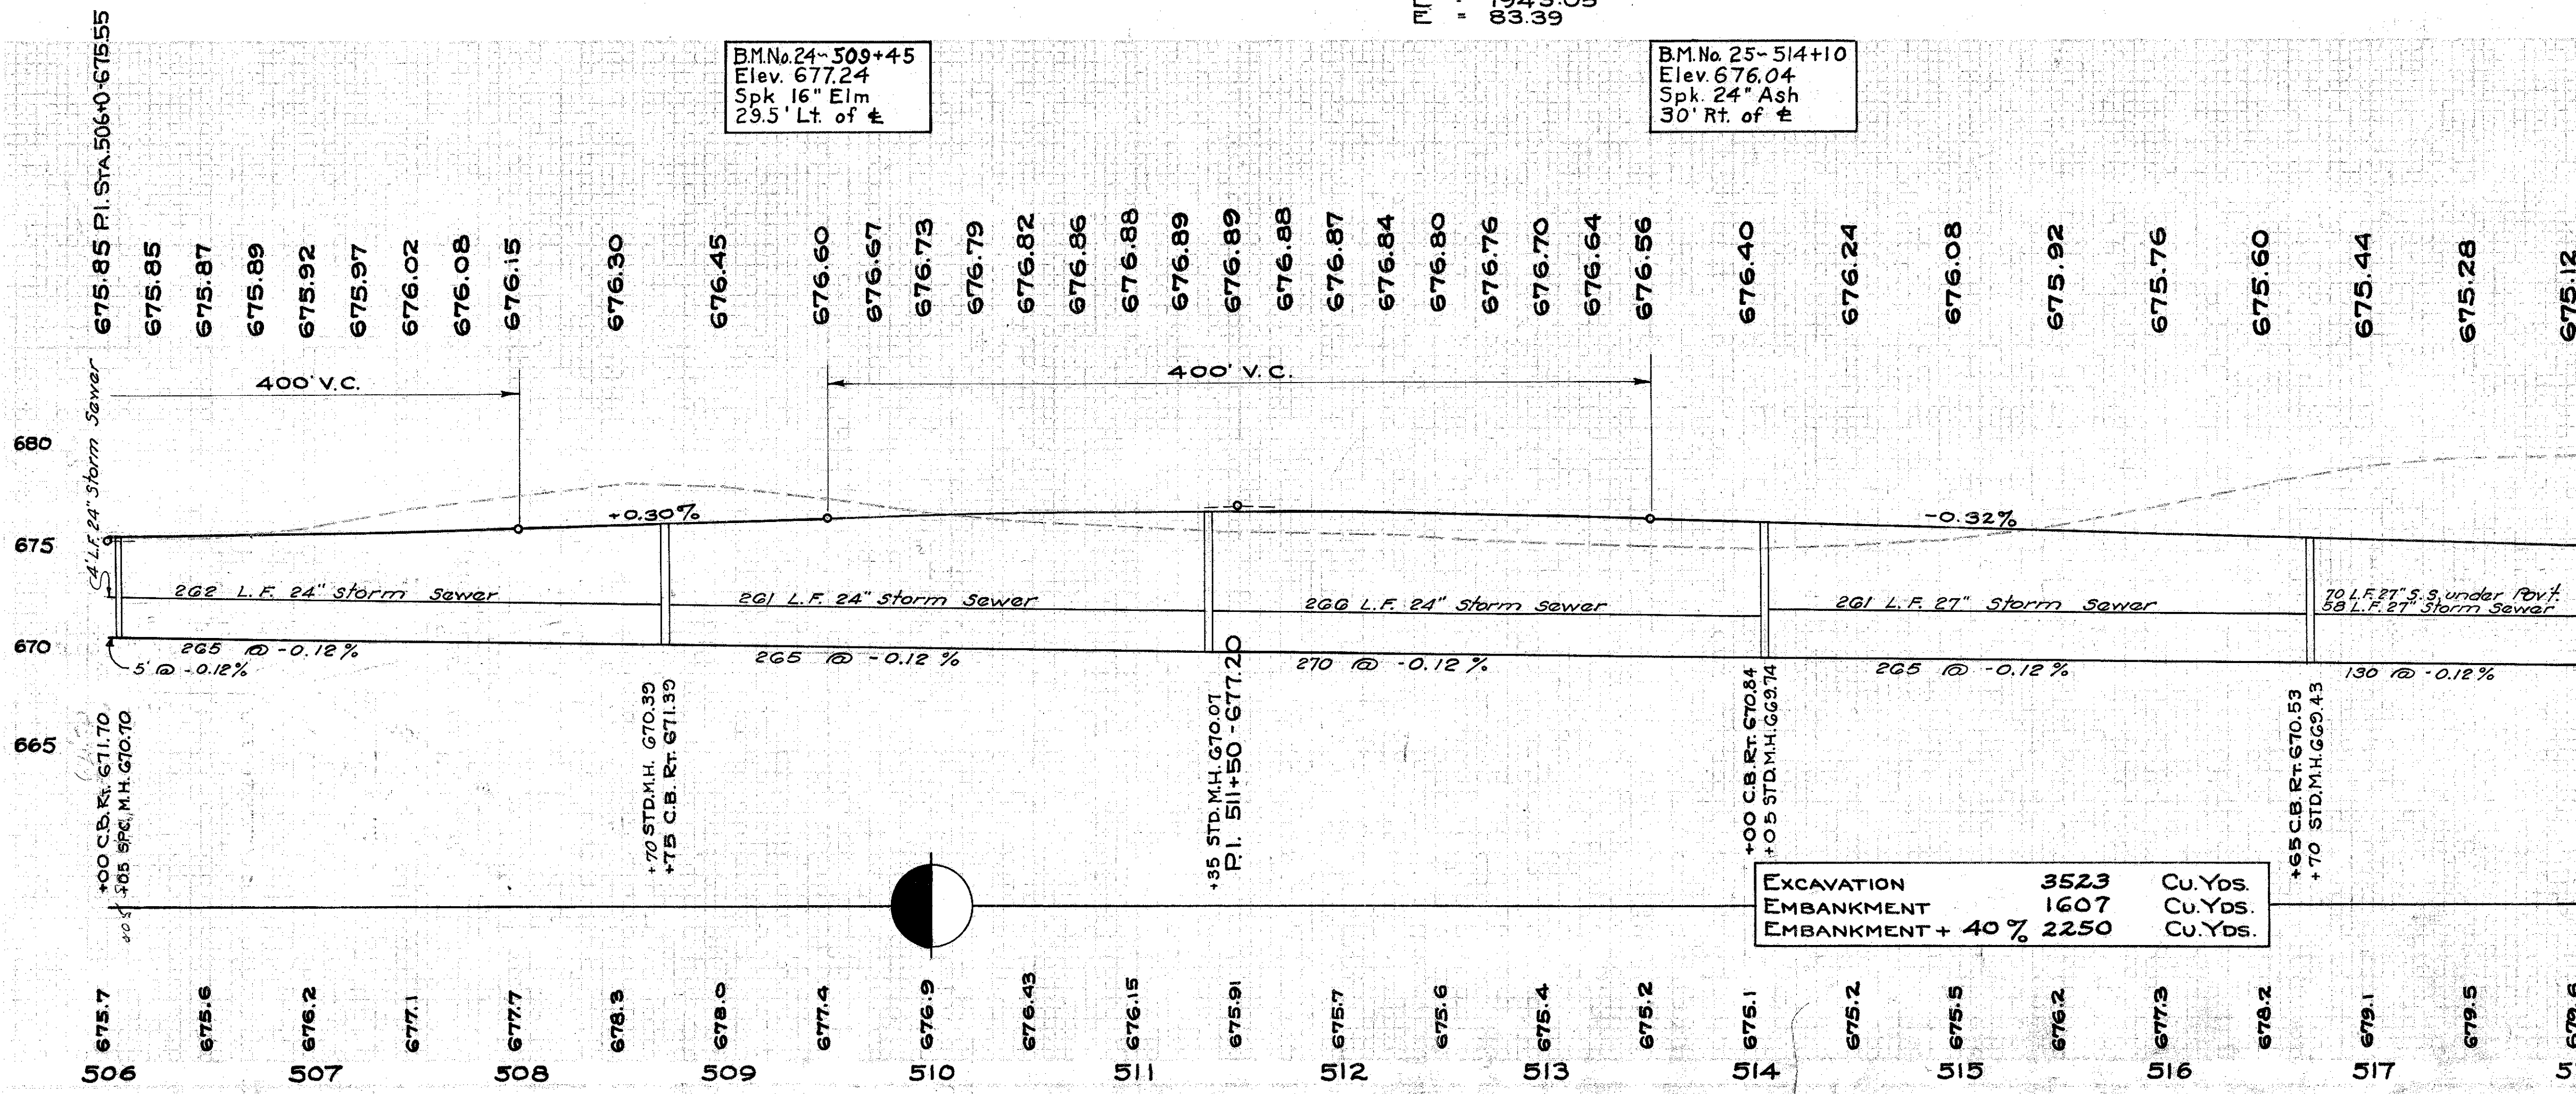 = 1943.05
E = 83.39
B.M.No.24~509+45
Elev. 677.24
Spk 16" Elm
29.5' Lt. of ℄
B.M.No. 25~514+10
Elev. 676.04
Spk. 24" Ash
30' Rt. of ℄
675.85 P.I. STA. 506+0-675.55
675.85
675.87
675.89
675.92
675.97
676.02
676.08
676.15
676.30
676.45
676.60
676.67
676.73
676.79
676.82
676.86
676.88
676.89
676.89
676.88
676.87
676.84
676.80
676.76
676.70
676.64
676.56
676.40
676.24
676.08
675.92
675.76
675.60
675.44
675.28
675.12
400' V.C.
400' V.C.
680
675
670
665
4' L.F. 24" Storm Sewer
+0.30%
-0.32%
262 L.F. 24" Storm Sewer
261 L.F. 24" Storm Sewer
266 L.F. 24" Storm Sewer
261 L.F. 27" Storm Sewer
70 L.F. 27" S.S. under Pav't.
58 L.F. 27" Storm Sewer
265 @ -0.12%
5' @ -0.12%
265 @ -0.12%
270 @ -0.12%
265 @ -0.12%
130 @ -0.12%
+00 C.B. Rt. 671.70
+05 SPC. M.H. 670.70
+70 STD.M.H. 670.39
+75 C.B. RT. 671.39
+35 STD.M.H. 670.07
P.I. 511+50-677.20
+00 C.B. RT. 670.84
+05 STD.M.H. 669.74
+65 C.B. RT. 670.53
+70 STD.M.H. 669.43
EXCAVATION 3523 CU.YDS.
EMBANKMENT 1607 CU.YDS.
EMBANKMENT + 40% 2250 CU.YDS.
675.7
675.6
676.2
677.1
677.7
678.3
678.0
677.4
676.9
676.43
676.15
675.91
675.7
675.6
675.4
675.2
675.1
675.2
675.5
676.2
677.3
678.2
679.1
679.5
679.6
506 507 508 509 510 511 512 513 514 515 516 517